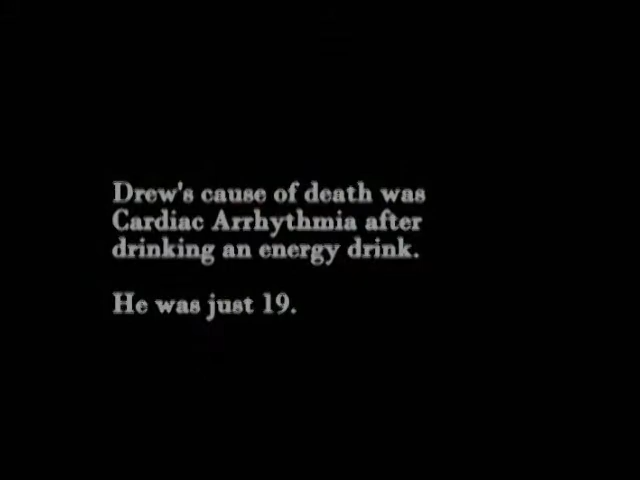 Drew's cause of death was
Cardiac Arrhythmia after
drinking an energy drink.
He was just 19.